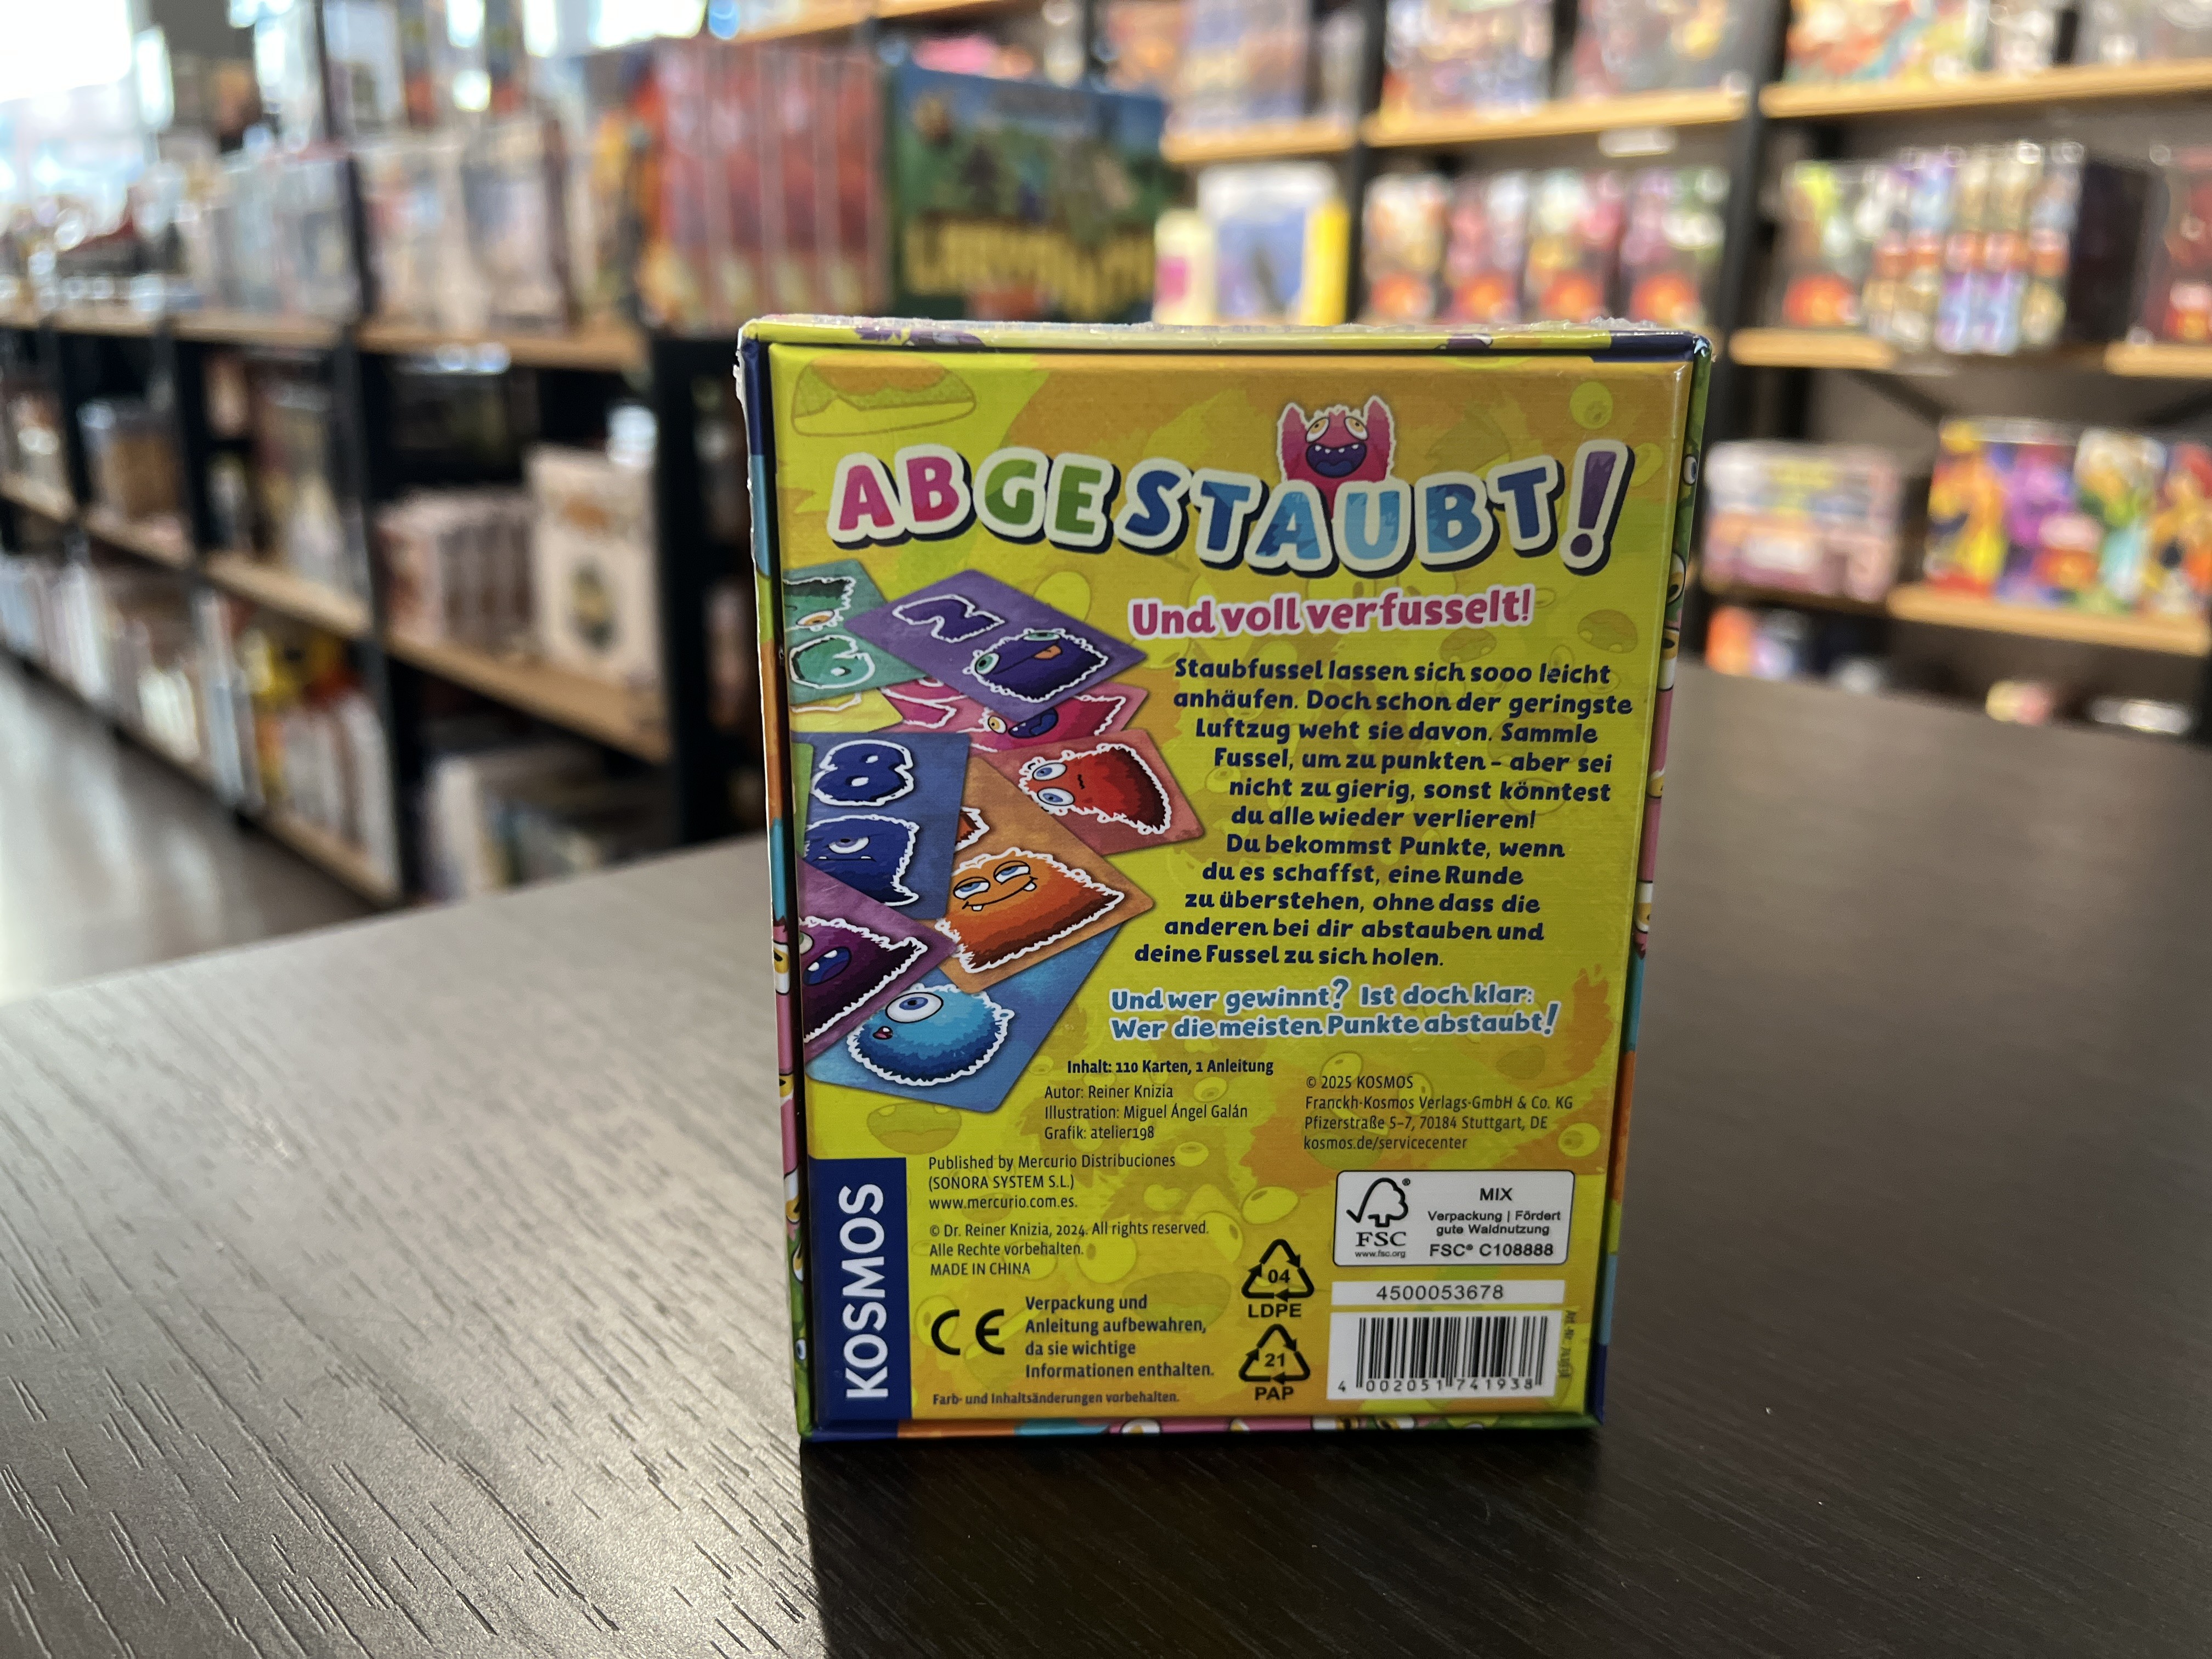 ABGESTAUBT!
Und voll verfusselt!
Staubfussel lassen sich sooo leicht
anhäufen. Doch schon der geringste
Luftzug weht sie davon. Sammle
Fussel, um zu punkten – aber sei
nicht zu gierig, sonst könntest
du alle wieder verlieren!
Du bekommst Punkte, wenn
du es schaffst, eine Runde
zu überstehen, ohne dass die
anderen bei dir abstauben und
deine Fussel zu sich holen.
Und wer gewinnt? Ist doch klar:
Wer die meisten Punkte abstaubt!
2
6
8
Inhalt: 110 Karten, 1 Anleitung
Autor: Reiner Knizia
Illustration: Miguel Ángel Galán
Grafik: atelier198
© 2025 KOSMOS
Franckh-Kosmos Verlags-GmbH & Co. KG
Pfizerstraße 5–7, 70184 Stuttgart, DE
kosmos.de/servicecenter
KOSMOS
Published by Mercurio Distribuciones
(SONORA SYSTEM S.L.)
www.mercurio.com.es.
© Dr. Reiner Knizia, 2024. All rights reserved.
Alle Rechte vorbehalten.
MADE IN CHINA
CE
Verpackung und
Anleitung aufbewahren,
da sie wichtige
Informationen enthalten.
Farb- und Inhaltsänderungen vorbehalten.
04
LDPE
21
PAP
FSC
www.fsc.org
MIX
Verpackung | Fördert
gute Waldnutzung
FSC® C108888
4500053678
4 002051 741938